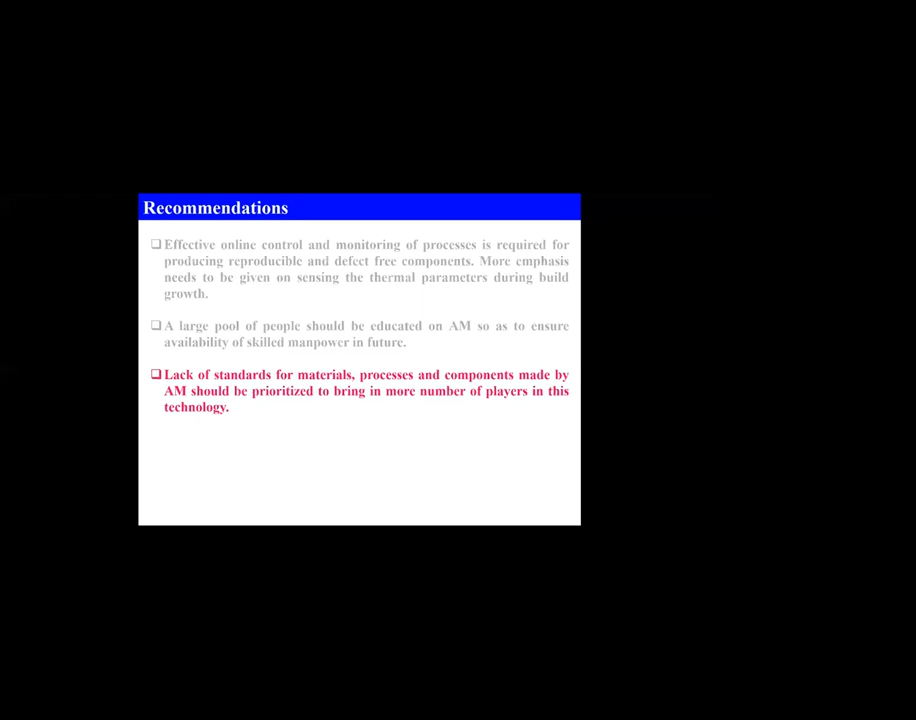 Recommendations
❑ Effective online control and monitoring of processes is required for
producing reproducible and defect free components. More emphasis
needs to be given on sensing the thermal parameters during build
growth.
❑ A large pool of people should be educated on AM so as to ensure
availability of skilled manpower in future.
❑ Lack of standards for materials, processes and components made by
AM should be prioritized to bring in more number of players in this
technology.